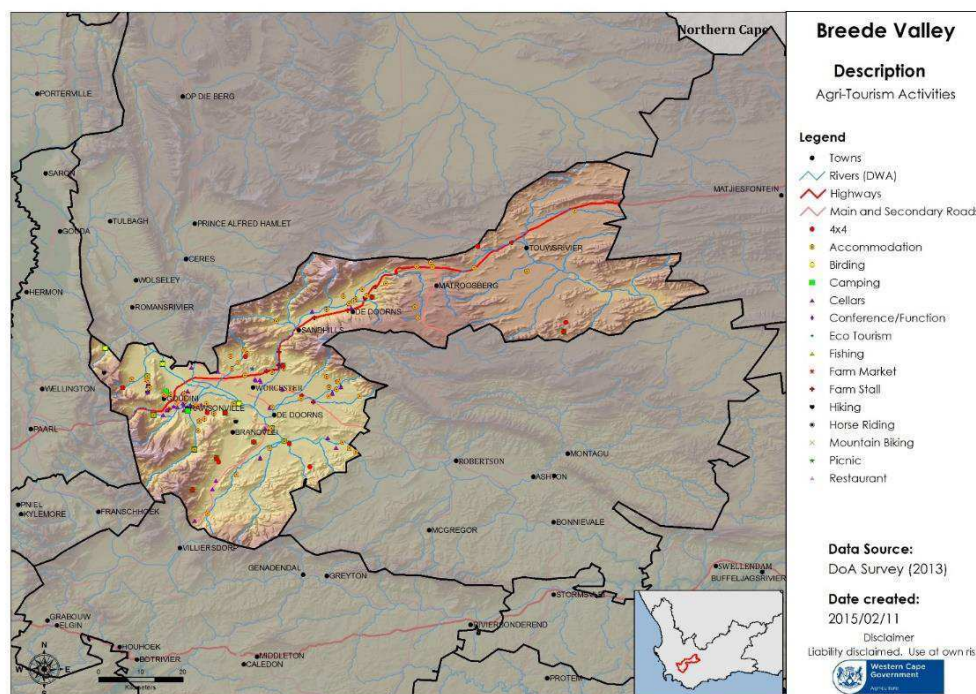 Northern Cape
PORTERVILLE
OP DIE BERG
SARON
MATJIESFONTEIN
TULBAGH
PRINCE ALFRED HAMLET
GOUDA
TOUWSRIVIER
CERES
WOLSELEY
MATROOSBERG
HERMON
ROMANSRIVIER
DE DOORNS
SANDHILLS
WELLINGTON
WORCESTER
GOUDINI
RAWSONVILLE
DE DOORNS
PAARL
BRANDVLEI
MONTAGU
ROBERTSON
ASHTON
PNIEL
KYLEMORE
FRANSCHHOEK
BONNIEVALE
MCGREGOR
VILLIERSDORP
GENADENDAL
GREYTON
SWELLENDAM
BUFFELJAGSRIVIER
GRABOUW
ELGIN
RIVIERSONDEREND
HOUHOEK
BOTRIVIER
MIDDLETON
CALEDON
PROTEM
N
W
E
S
10
20
Kilometers
Breede Valley
Description
Agri-Tourism Activities
Legend
Towns
Rivers (DWA)
Highways
Main and Secondary Road
4x4
Accommodation
Birding
Camping
Cellars
Conference/Function
Eco Tourism
Fishing
Farm Market
Farm Stall
Hiking
Horse Riding
Mountain Biking
Picnic
Restaurant
Data Source:
DoA Survey (2013)
Date created:
2015/02/11
Disclaimer
Liability disclaimed. Use at own ris
Western Cape
Government
Agriculture